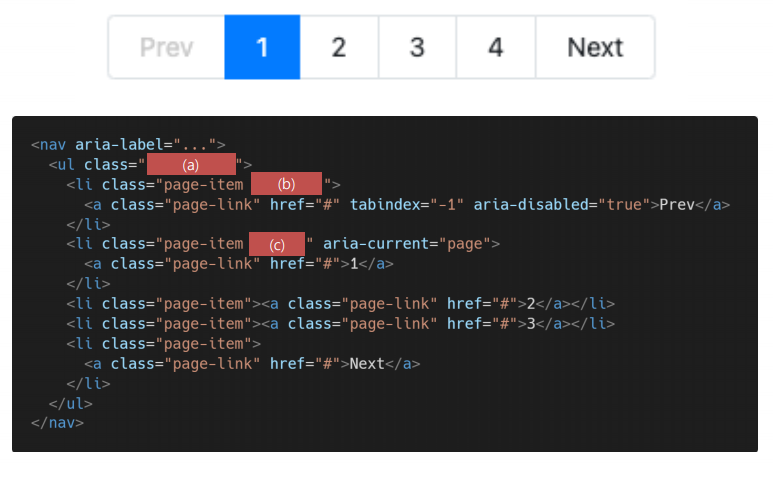 Prev 1 2 3 4 Next
<nav aria-label="...">
<ul class="(a)">
<li class="page-item (b)">
<a class="page-link" href="#" tabindex="-1" aria-disabled="true">Prev</a>
</li>
<li class="page-item (c)" aria-current="page">
<a class="page-link" href="#">1</a>
</li>
<li class="page-item"><a class="page-link" href="#">2</a></li>
<li class="page-item"><a class="page-link" href="#">3</a></li>
<li class="page-item">
<a class="page-link" href="#">Next</a>
</li>
</ul>
</nav>